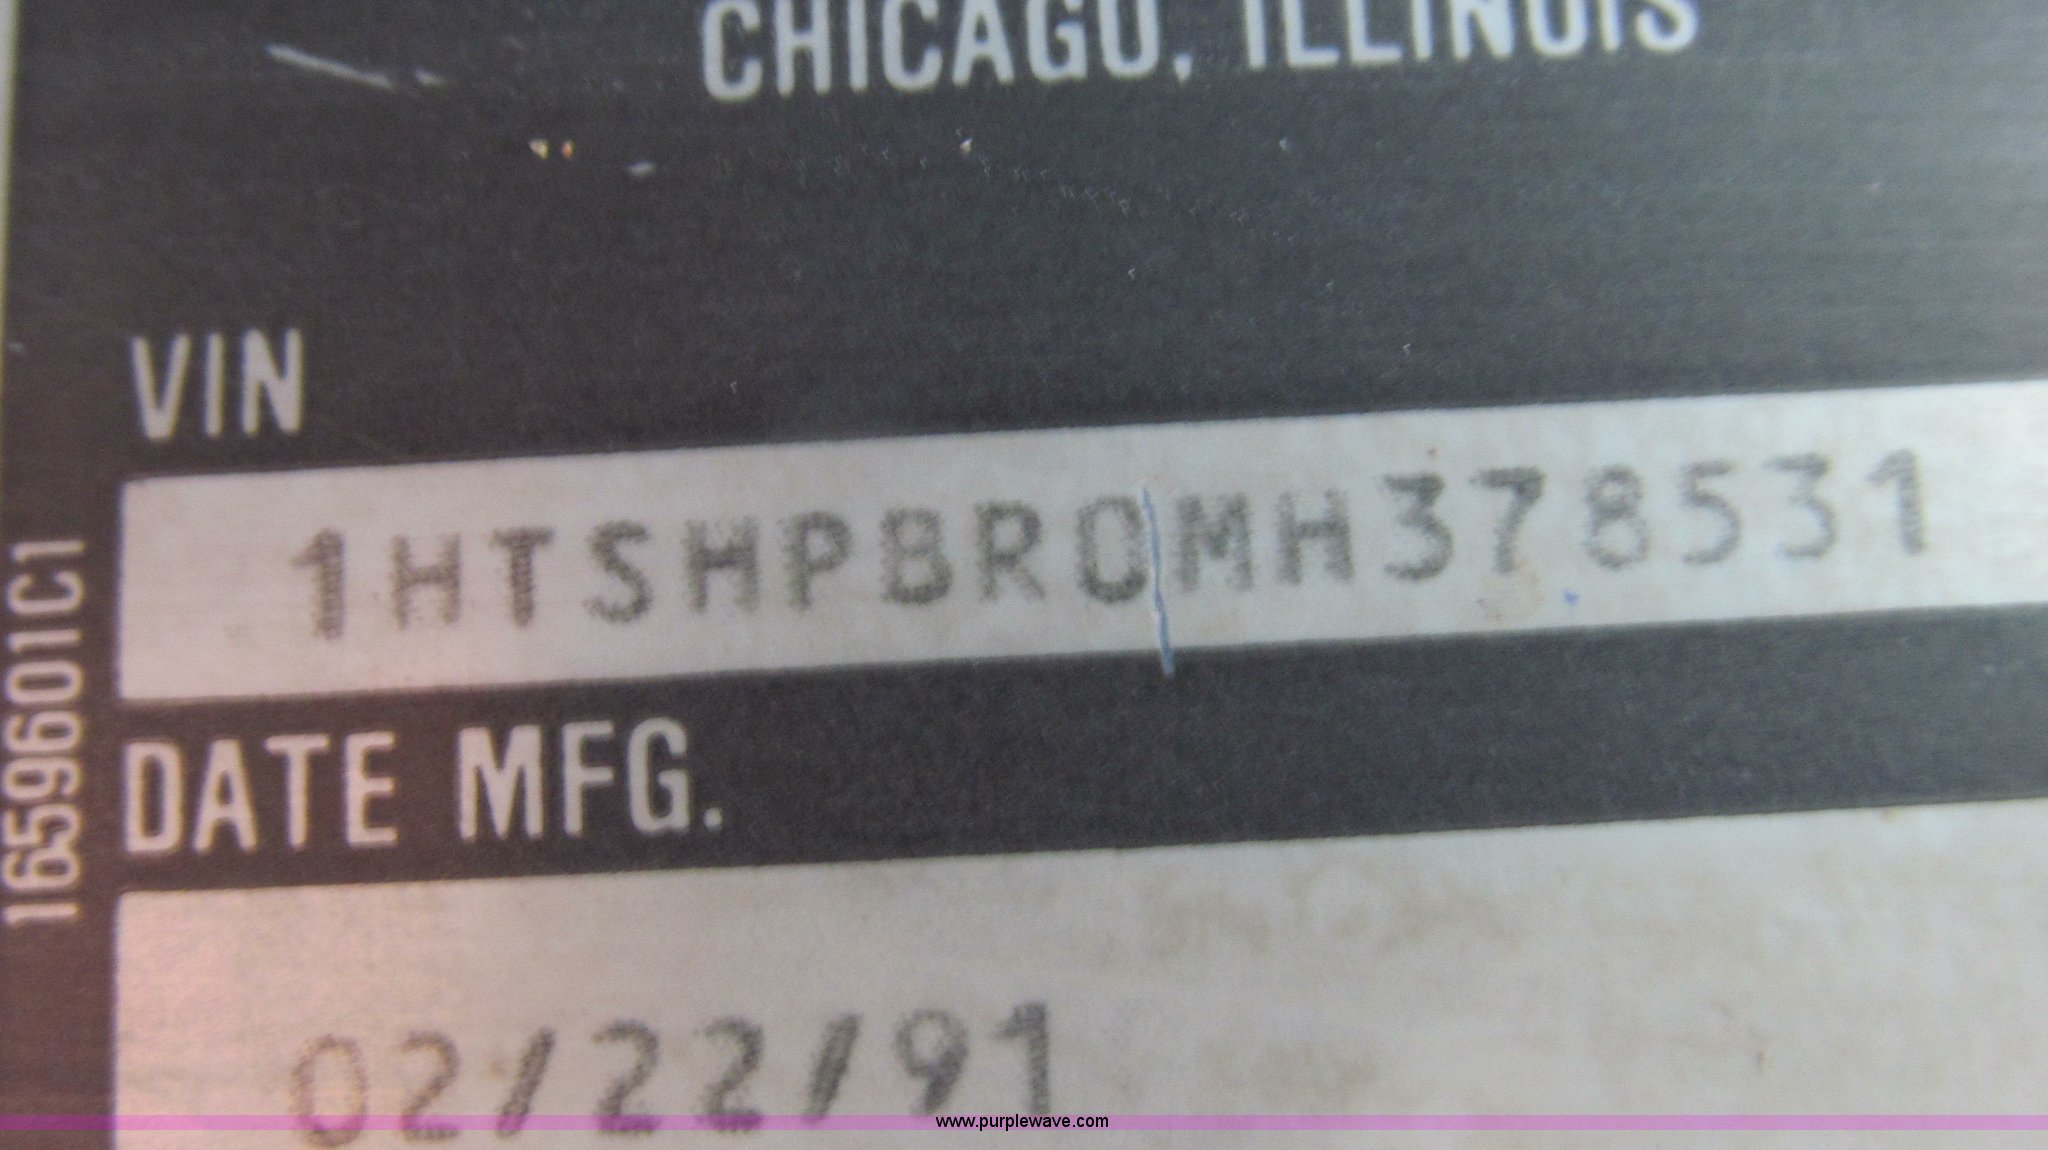 CHICAGO, ILLINOIS
VIN
1HTSHPBR0MH378531
DATE MFG.
02/22/91
1659601C1
www.purplewave.com